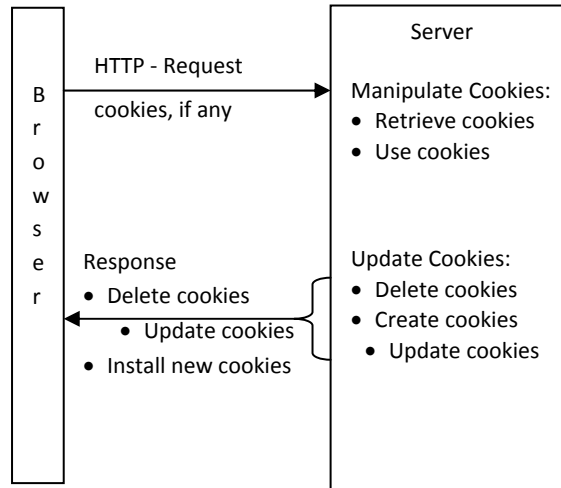 Server
HTTP - Request
cookies, if any
Browser
Manipulate Cookies:
• Retrieve cookies
• Use cookies
Response
• Delete cookies
• Update cookies
• Install new cookies
Update Cookies:
• Delete cookies
• Create cookies
• Update cookies